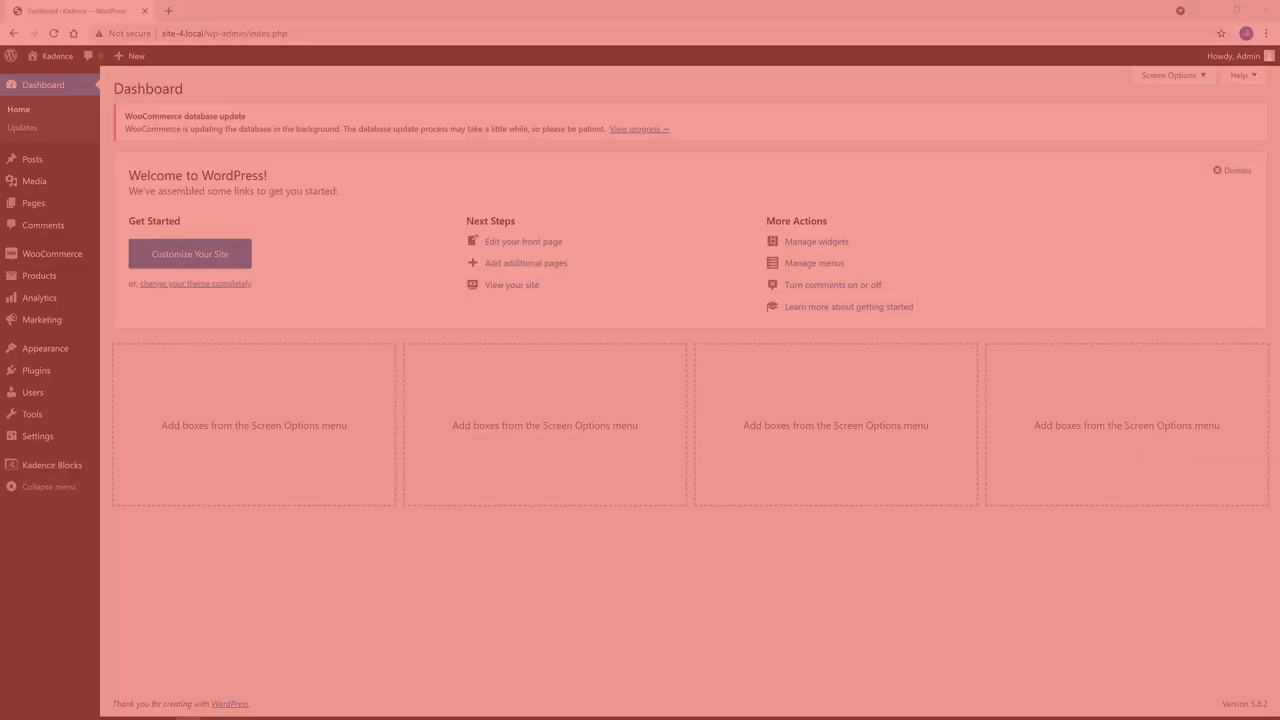 Dashboard ‹ Kadence — WordPress
Not secure site-4.local/wp-admin/index.php
Kadence 0 New Howdy, Admin
Dashboard
Home
Updates
Posts
Media
Pages
Comments
WooCommerce
Products
Analytics
Marketing
Appearance
Plugins
Users
Tools
Settings
Kadence Blocks
Collapse menu
Screen Options ▼ Help ▼
Dashboard
WooCommerce database update
WooCommerce is updating the database in the background. The database update process may take a little while, so please be patient. View progress →
Welcome to WordPress!
We've assembled some links to get you started:
Dismiss
Get Started
Customize Your Site
or, change your theme completely
Next Steps
Edit your front page
Add additional pages
View your site
More Actions
Manage widgets
Manage menus
Turn comments on or off
Learn more about getting started
Add boxes from the Screen Options menu
Add boxes from the Screen Options menu
Add boxes from the Screen Options menu
Add boxes from the Screen Options menu
Thank you for creating with WordPress.
Version 5.8.2